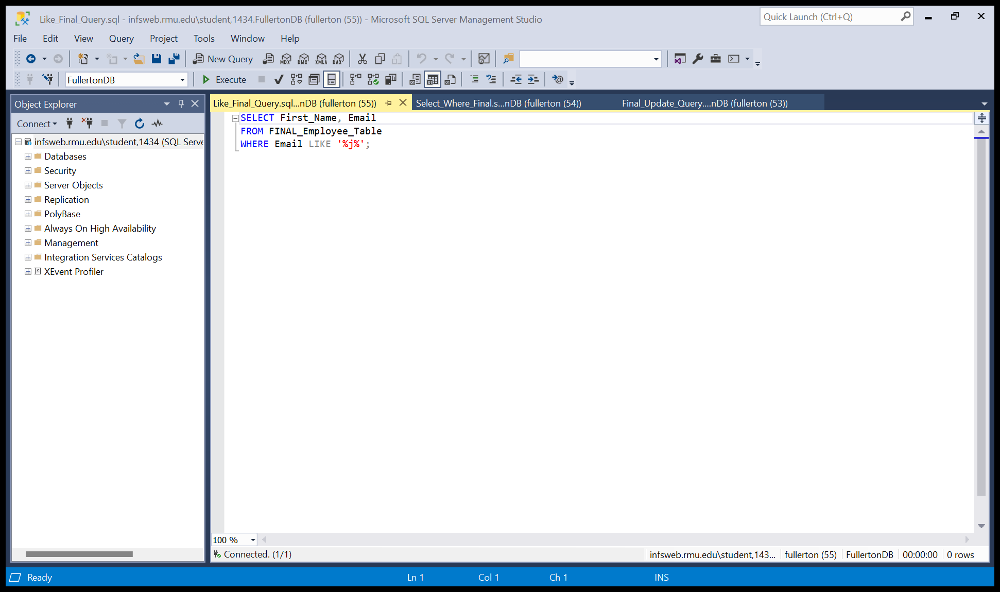 Like_Final_Query.sql - infsweb.rmu.edu\student,1434.FullertonDB (fullerton (55)) - Microsoft SQL Server Management Studio
Quick Launch (Ctrl+Q)
File Edit View Query Project Tools Window Help
New Query MDX DMX XMLA DAX
FullertonDB Execute
Object Explorer
Like_Final_Query.sql...nDB (fullerton (55)) Select_Where_Final.s...nDB (fullerton (54)) Final_Update_Query....nDB (fullerton (53))
Connect
infsweb.rmu.edu\student,1434 (SQL Serve
Databases
Security
Server Objects
Replication
PolyBase
Always On High Availability
Management
Integration Services Catalogs
XEvent Profiler
SELECT First_Name, Email
FROM FINAL_Employee_Table
WHERE Email LIKE '%j%';
100 %
Connected. (1/1) infsweb.rmu.edu\student,143... fullerton (55) FullertonDB 00:00:00 0 rows
Ready Ln 1 Col 1 Ch 1 INS